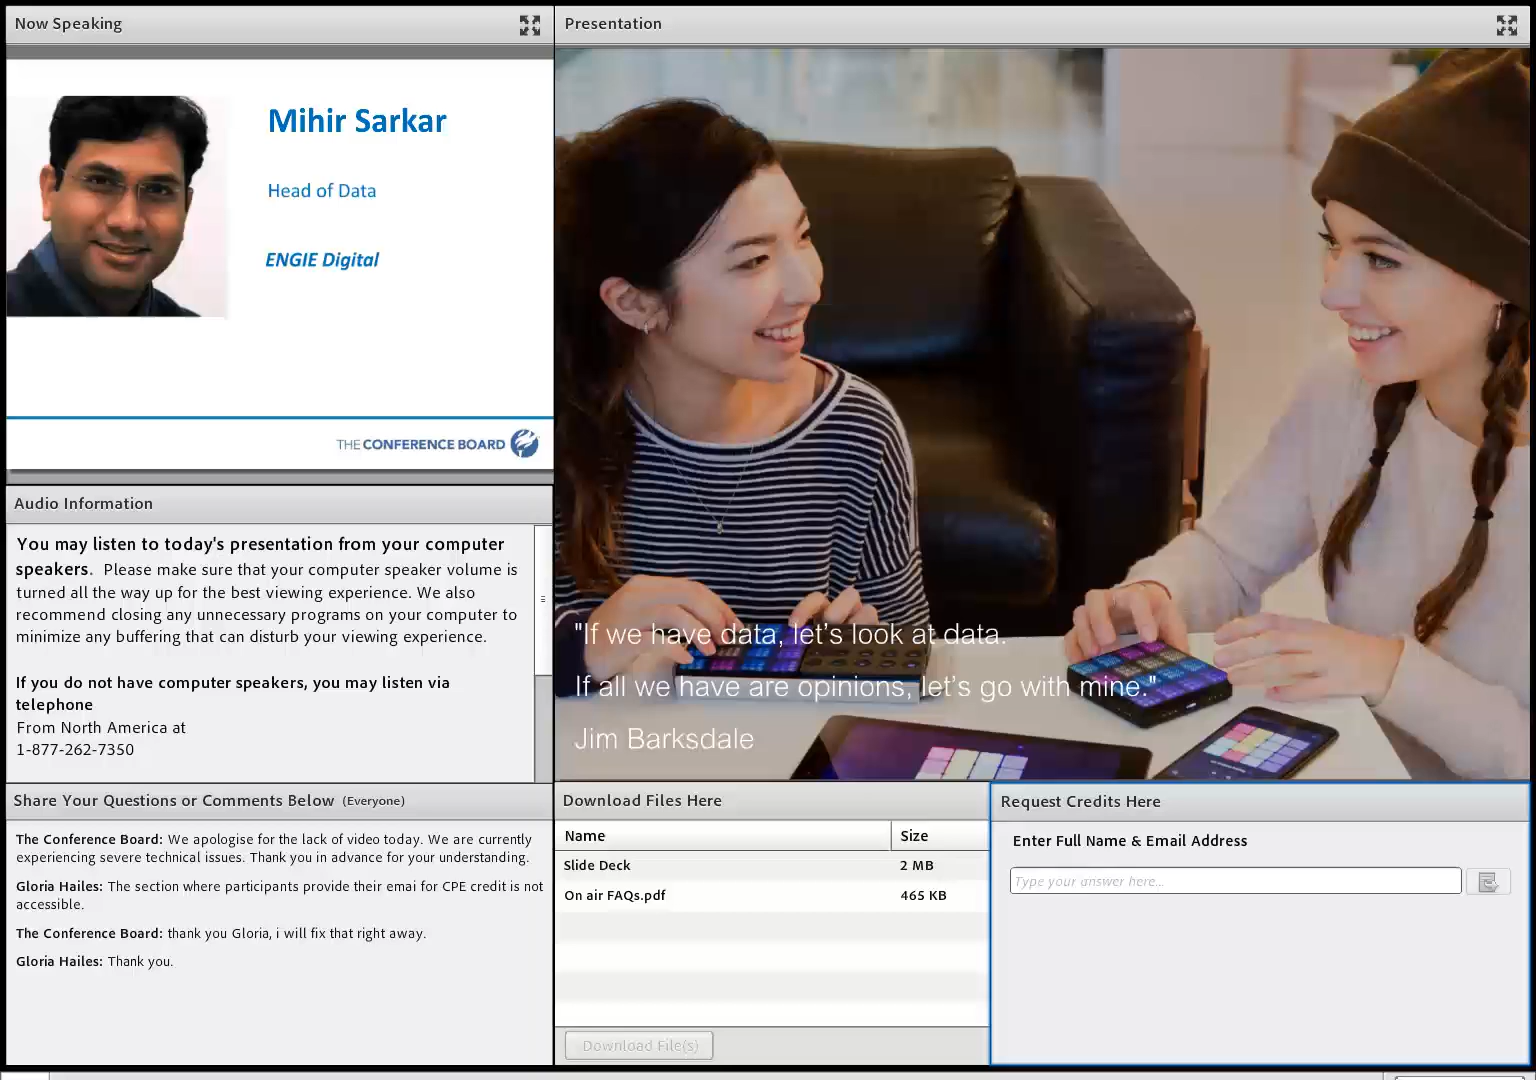 Now Speaking
Mihir Sarkar
Head of Data
ENGIE Digital
THE CONFERENCE BOARD
Audio Information
You may listen to today's presentation from your computer
speakers. Please make sure that your computer speaker volume is
turned all the way up for the best viewing experience. We also
recommend closing any unnecessary programs on your computer to
minimize any buffering that can disturb your viewing experience.
If you do not have computer speakers, you may listen via
telephone
From North America at
1-877-262-7350
Share Your Questions or Comments Below (Everyone)
The Conference Board: We apologise for the lack of video today. We are currently
experiencing severe technical issues. Thank you in advance for your understanding.
Gloria Hailes: The section where participants provide their emai for CPE credit is not
accessible.
The Conference Board: thank you Gloria, i will fix that right away.
Gloria Hailes: Thank you.
Presentation
"If we have data, let's look at data.
If all we have are opinions, let's go with mine."
Jim Barksdale
Download Files Here
Name Size
Slide Deck 2 MB
On air FAQs.pdf 465 KB
Download File(s)
Request Credits Here
Enter Full Name & Email Address
Type your answer here...